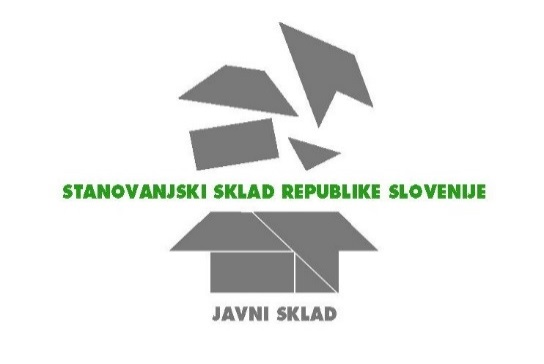 STANOVANJSKI SKLAD REPUBLIKE SLOVENIJE
JAVNI SKLAD